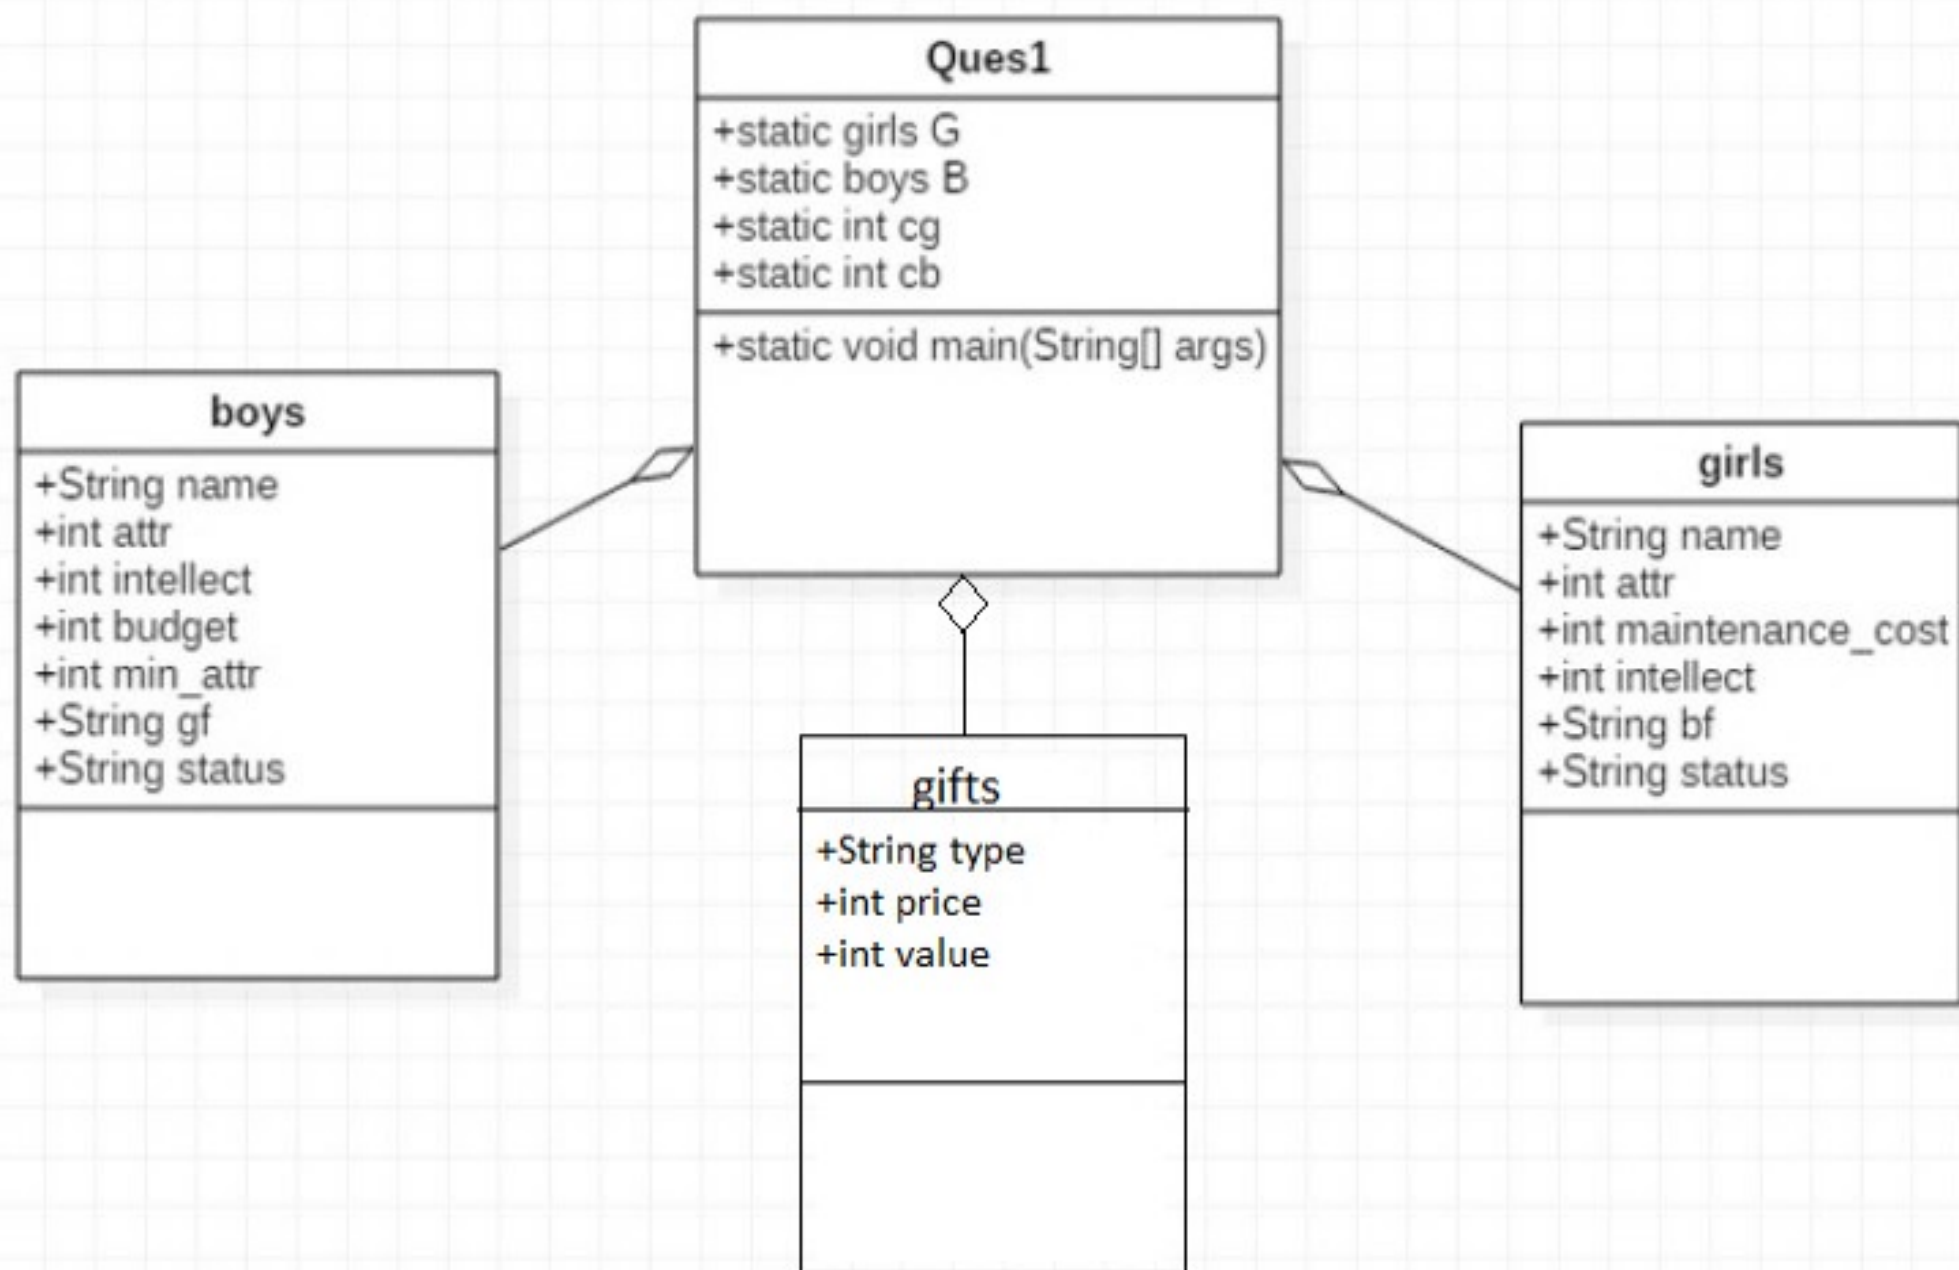 Ques1
+static girls G
+static boys B
+static int cg
+static int cb
+static void main(String[] args)
boys
+String name
+int attr
+int intellect
+int budget
+int min_attr
+String gf
+String status
girls
+String name
+int attr
+int maintenance_cost
+int intellect
+String bf
+String status
gifts
+String type
+int price
+int value